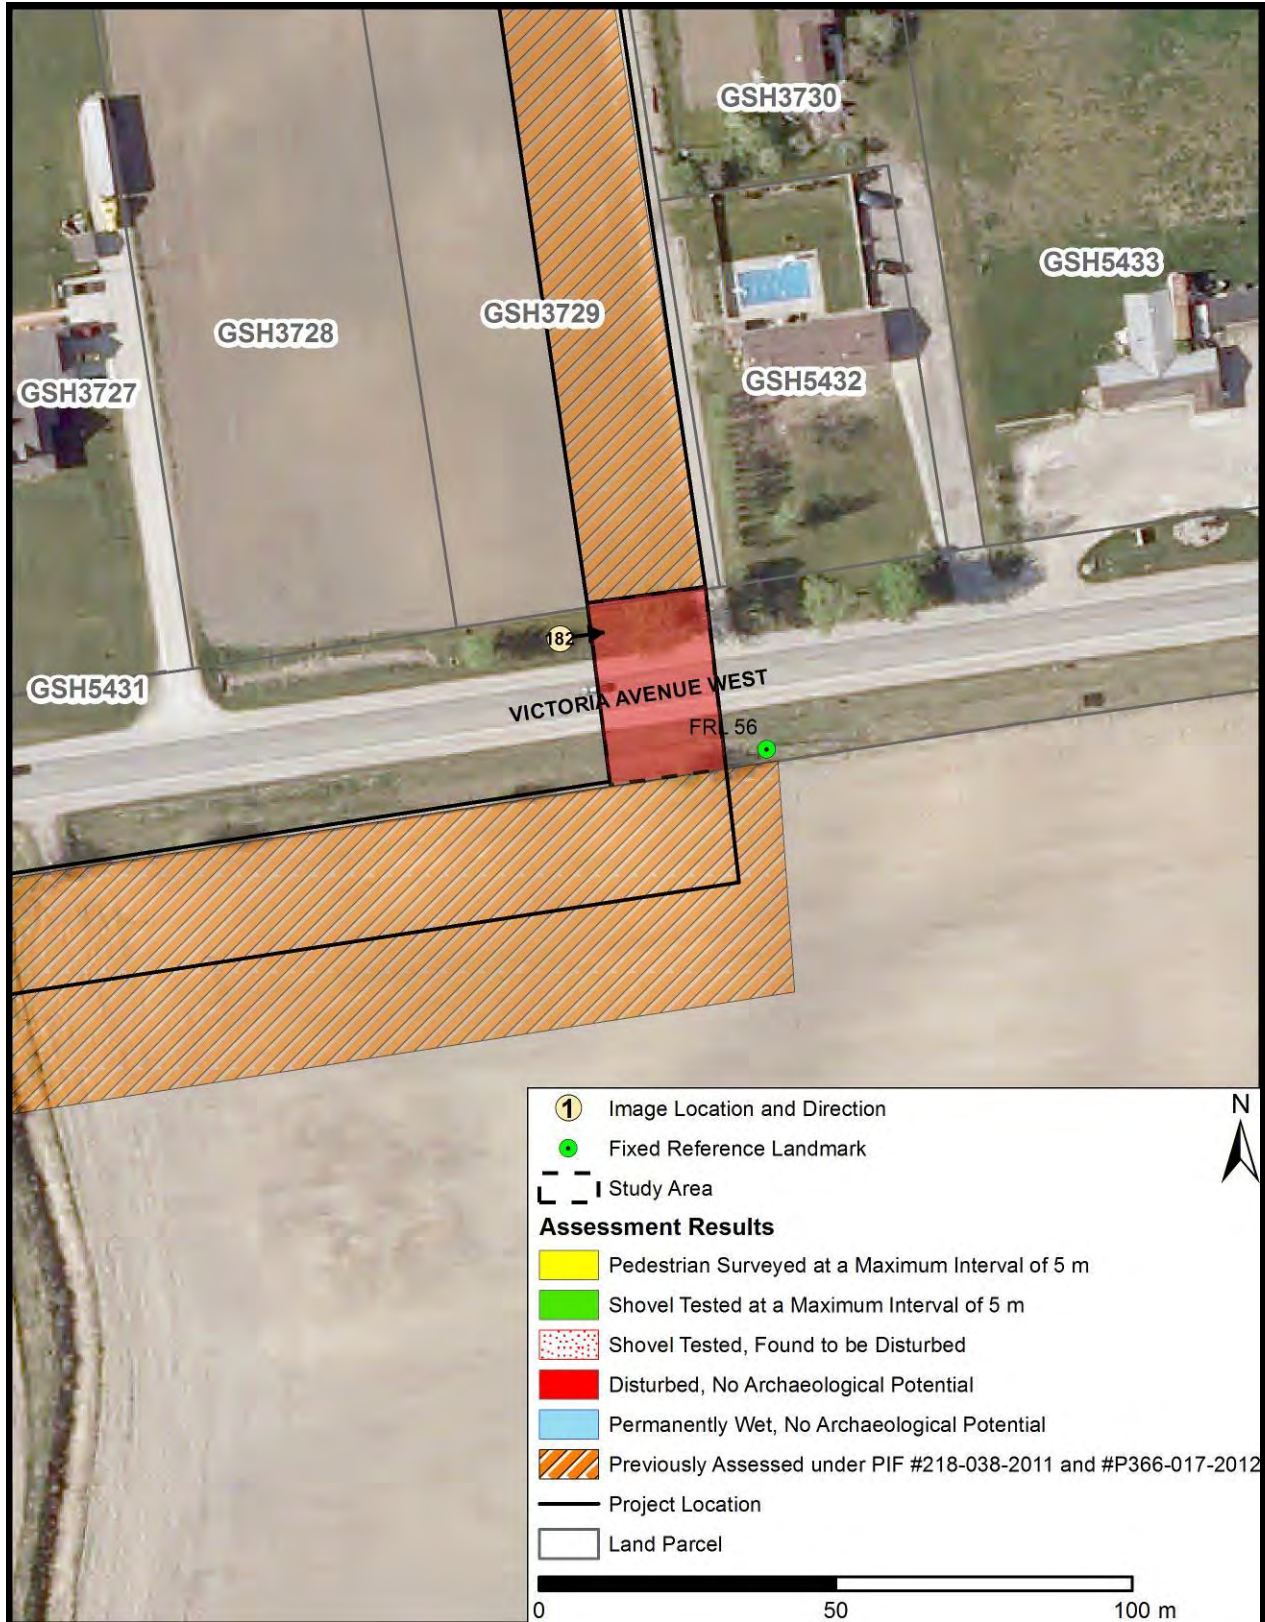 GSH3730
GSH5433
GSH3729
GSH3728
GSH5432
GSH3727
182
GSH5431
VICTORIA AVENUE WEST
FRL 56
1 Image Location and Direction
Fixed Reference Landmark
Study Area
Assessment Results
Pedestrian Surveyed at a Maximum Interval of 5 m
Shovel Tested at a Maximum Interval of 5 m
Shovel Tested, Found to be Disturbed
Disturbed, No Archaeological Potential
Permanently Wet, No Archaeological Potential
Previously Assessed under PIF #218-038-2011 and #P366-017-2012
Project Location
Land Parcel
N
0 50 100 m